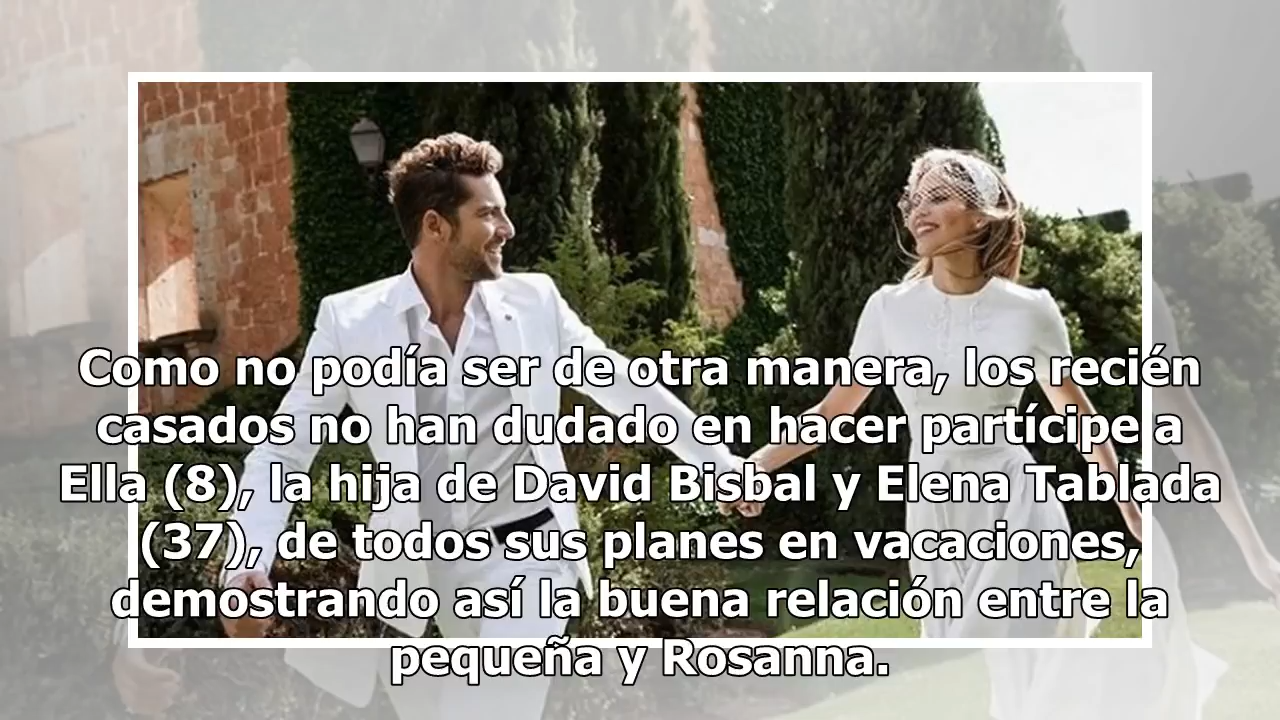 Como no podía ser de otra manera, los recién
casados no han dudado en hacer partícipe a
Ella (8), la hija de David Bisbal y Elena Tablada
(37), de todos sus planes en vacaciones,
demostrando así la buena relación entre la
pequeña y Rosanna.